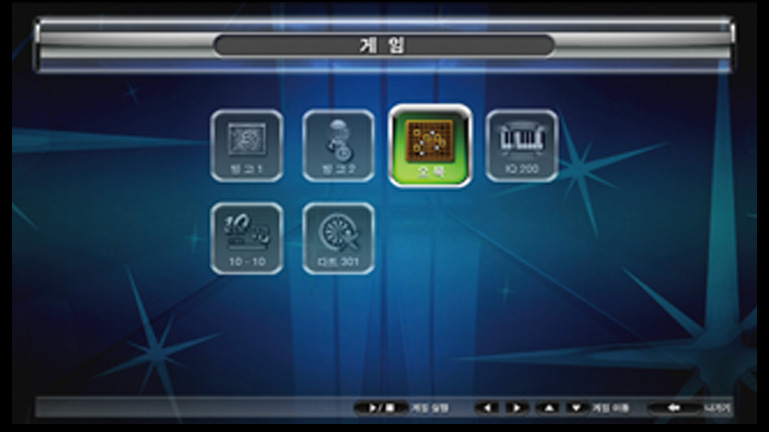 게 임
빙 고 1
빙 고 2
오 목
IQ 200
10 - 10
다트 301
게임 실행
게임 이동
나가기